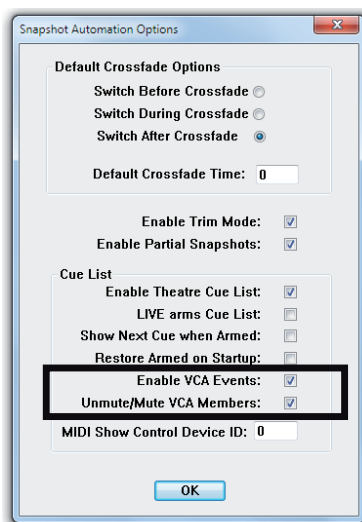 Snapshot Automation Options
Default Crossfade Options
Switch Before Crossfade
Switch During Crossfade
Switch After Crossfade
Default Crossfade Time: 0
Enable Trim Mode:
Enable Partial Snapshots:
Cue List
Enable Theatre Cue List:
LIVE arms Cue List:
Show Next Cue when Armed:
Restore Armed on Startup:
Enable VCA Events:
Unmute/Mute VCA Members:
MIDI Show Control Device ID: 0
OK